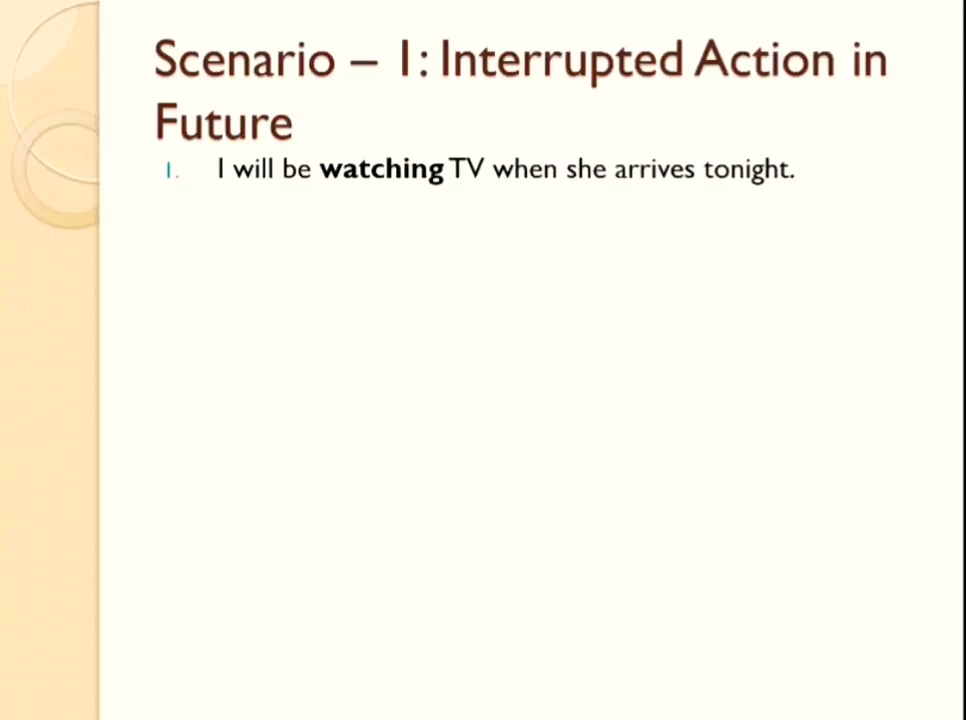 Scenario – 1: Interrupted Action in
Future
1. I will be watching TV when she arrives tonight.